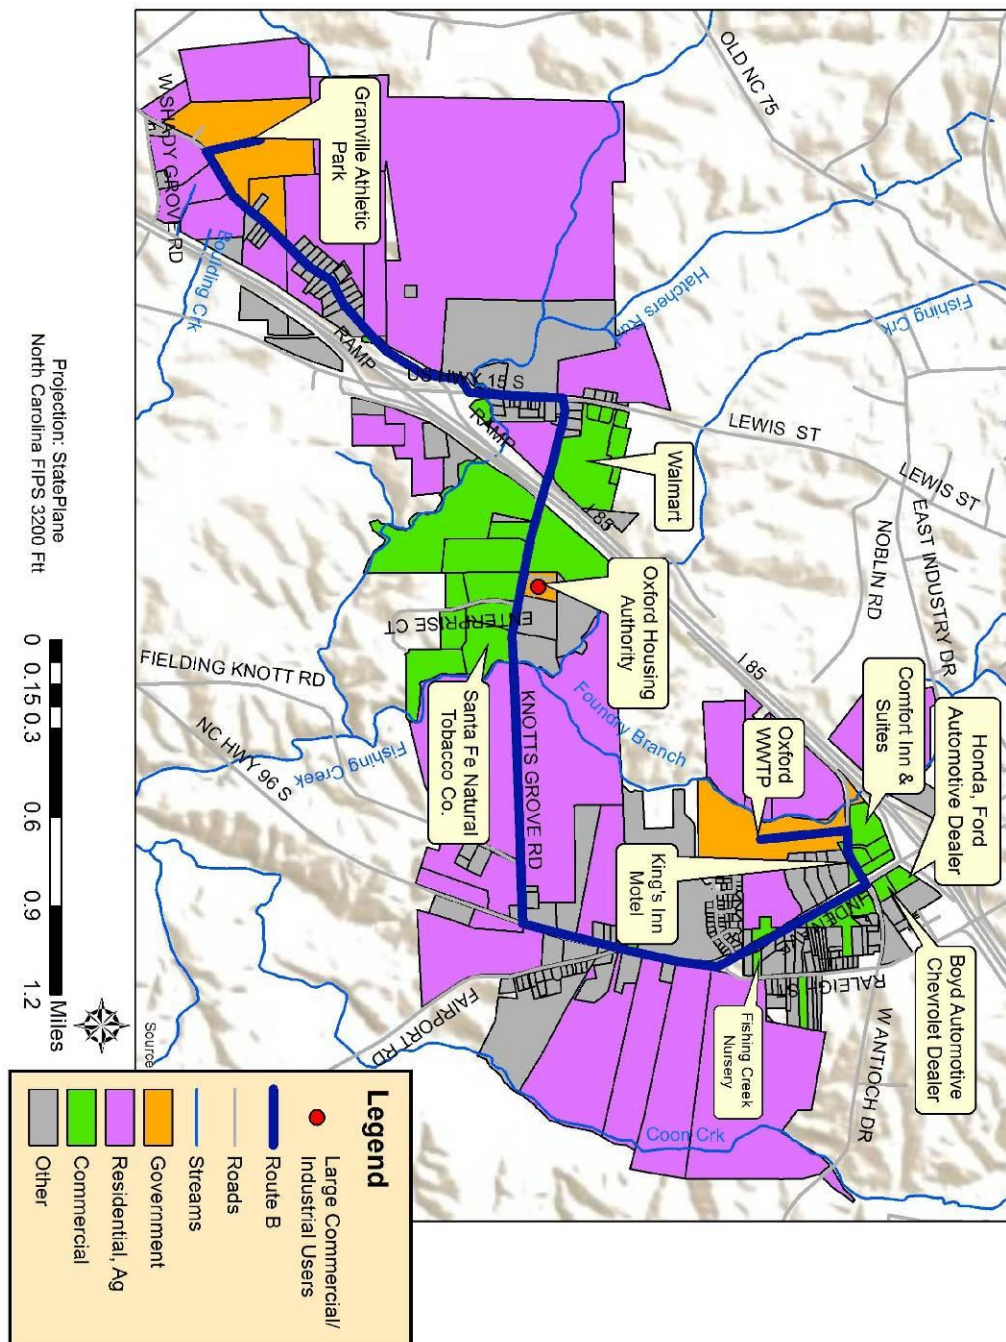 OLD NC 75
Granville Athletic
Park
W SHADY GROVE RD
Boulding Crk
RAMP
US HWY 15 S
RAMP
Hatchers Run
Fishing Crk
LEWIS ST
LEWIS ST
EAST INDUSTRY DR
NOBLIN RD
Walmart
I 85
Oxford Housing
Authority
ENTERPRISE CT
Santa Fe Natural
Tobacco Co.
KNOTTS GROVE RD
FIELDING KNOTT RD
NC HWY 96 S
Fishing Creek
Foundry Branch
I 85
Oxford
WWTP
Comfort Inn &
Suites
Honda, Ford
Automotive Dealer
King's Inn
Motel
Boyd Automotive
Chevrolet Dealer
RALEIGH ST
W ANTIOCH DR
Fishing Creek
Nursery
FAIRPORT RD
Coon Crk
Projection: StatePlane
North Carolina FIPS 3200 Ftt
0 0.15 0.3 0.6 0.9 1.2
Miles
Source
Legend
Large Commercial/
Industrial Users
Route B
Roads
Streams
Government
Residential, Ag
Commercial
Other